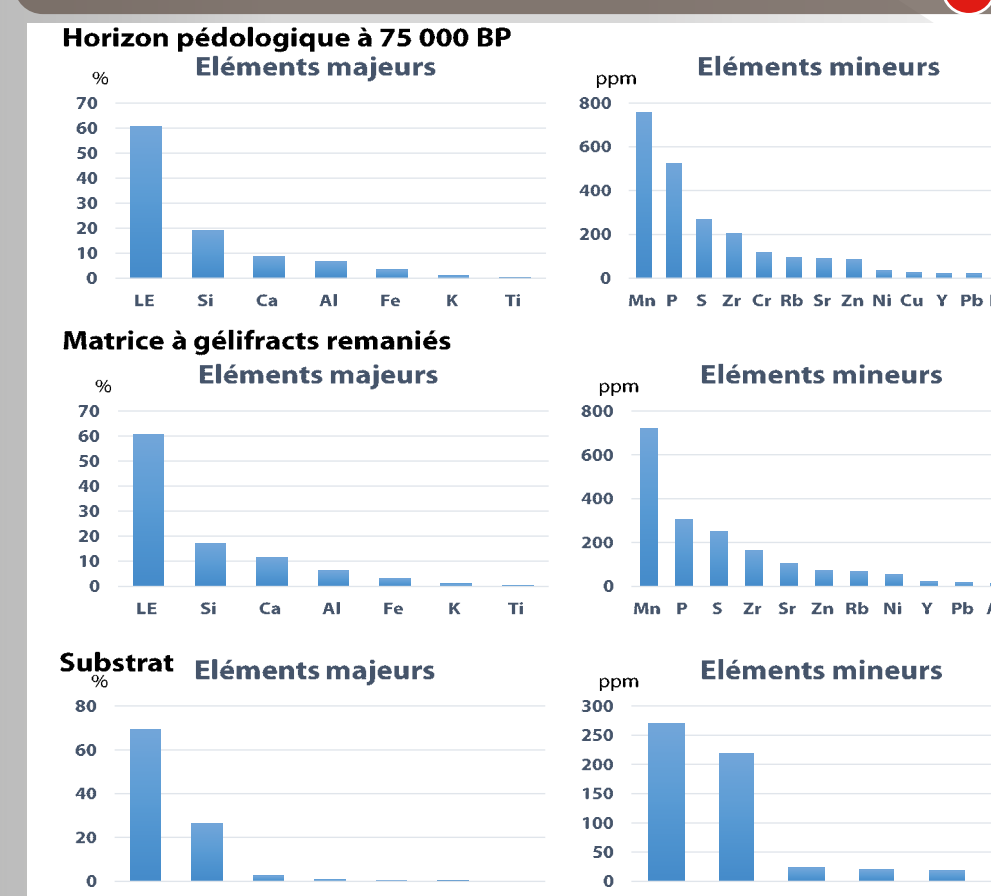 Horizon pédologique à 75 000 BP
Eléments majeurs
%
70
60
50
40
30
20
10
0
LE Si Ca Al Fe K Ti
Eléments mineurs
ppm
800
600
400
200
0
Mn P S Zr Cr Rb Sr Zn Ni Cu Y Pb
Matrice à gélifracts remaniés
Eléments majeurs
%
70
60
50
40
30
20
10
0
LE Si Ca Al Fe K Ti
Eléments mineurs
ppm
800
600
400
200
0
Mn P S Zr Sr Zn Rb Ni Y Pb
Substrat
Eléments majeurs
%
80
60
40
20
0
Eléments mineurs
ppm
300
250
200
150
100
50
0